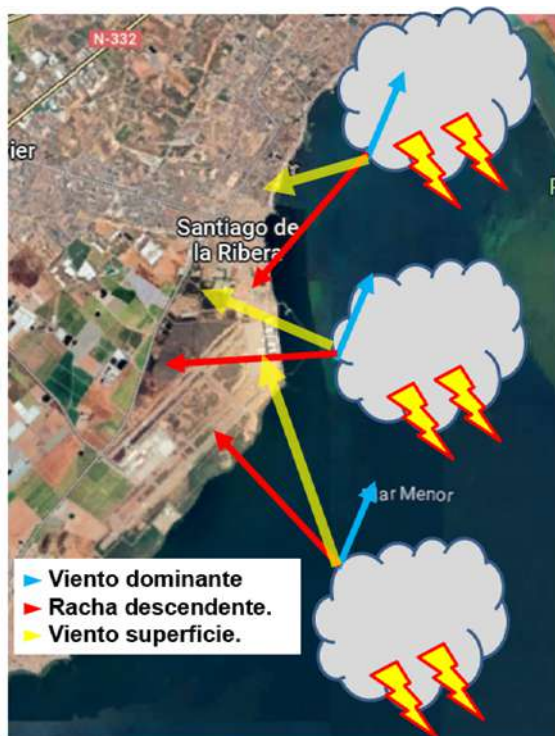 N-332
ier
Santiago de
la Ribera
ar Menor
Viento dominante
Racha descendente.
Viento superficie.